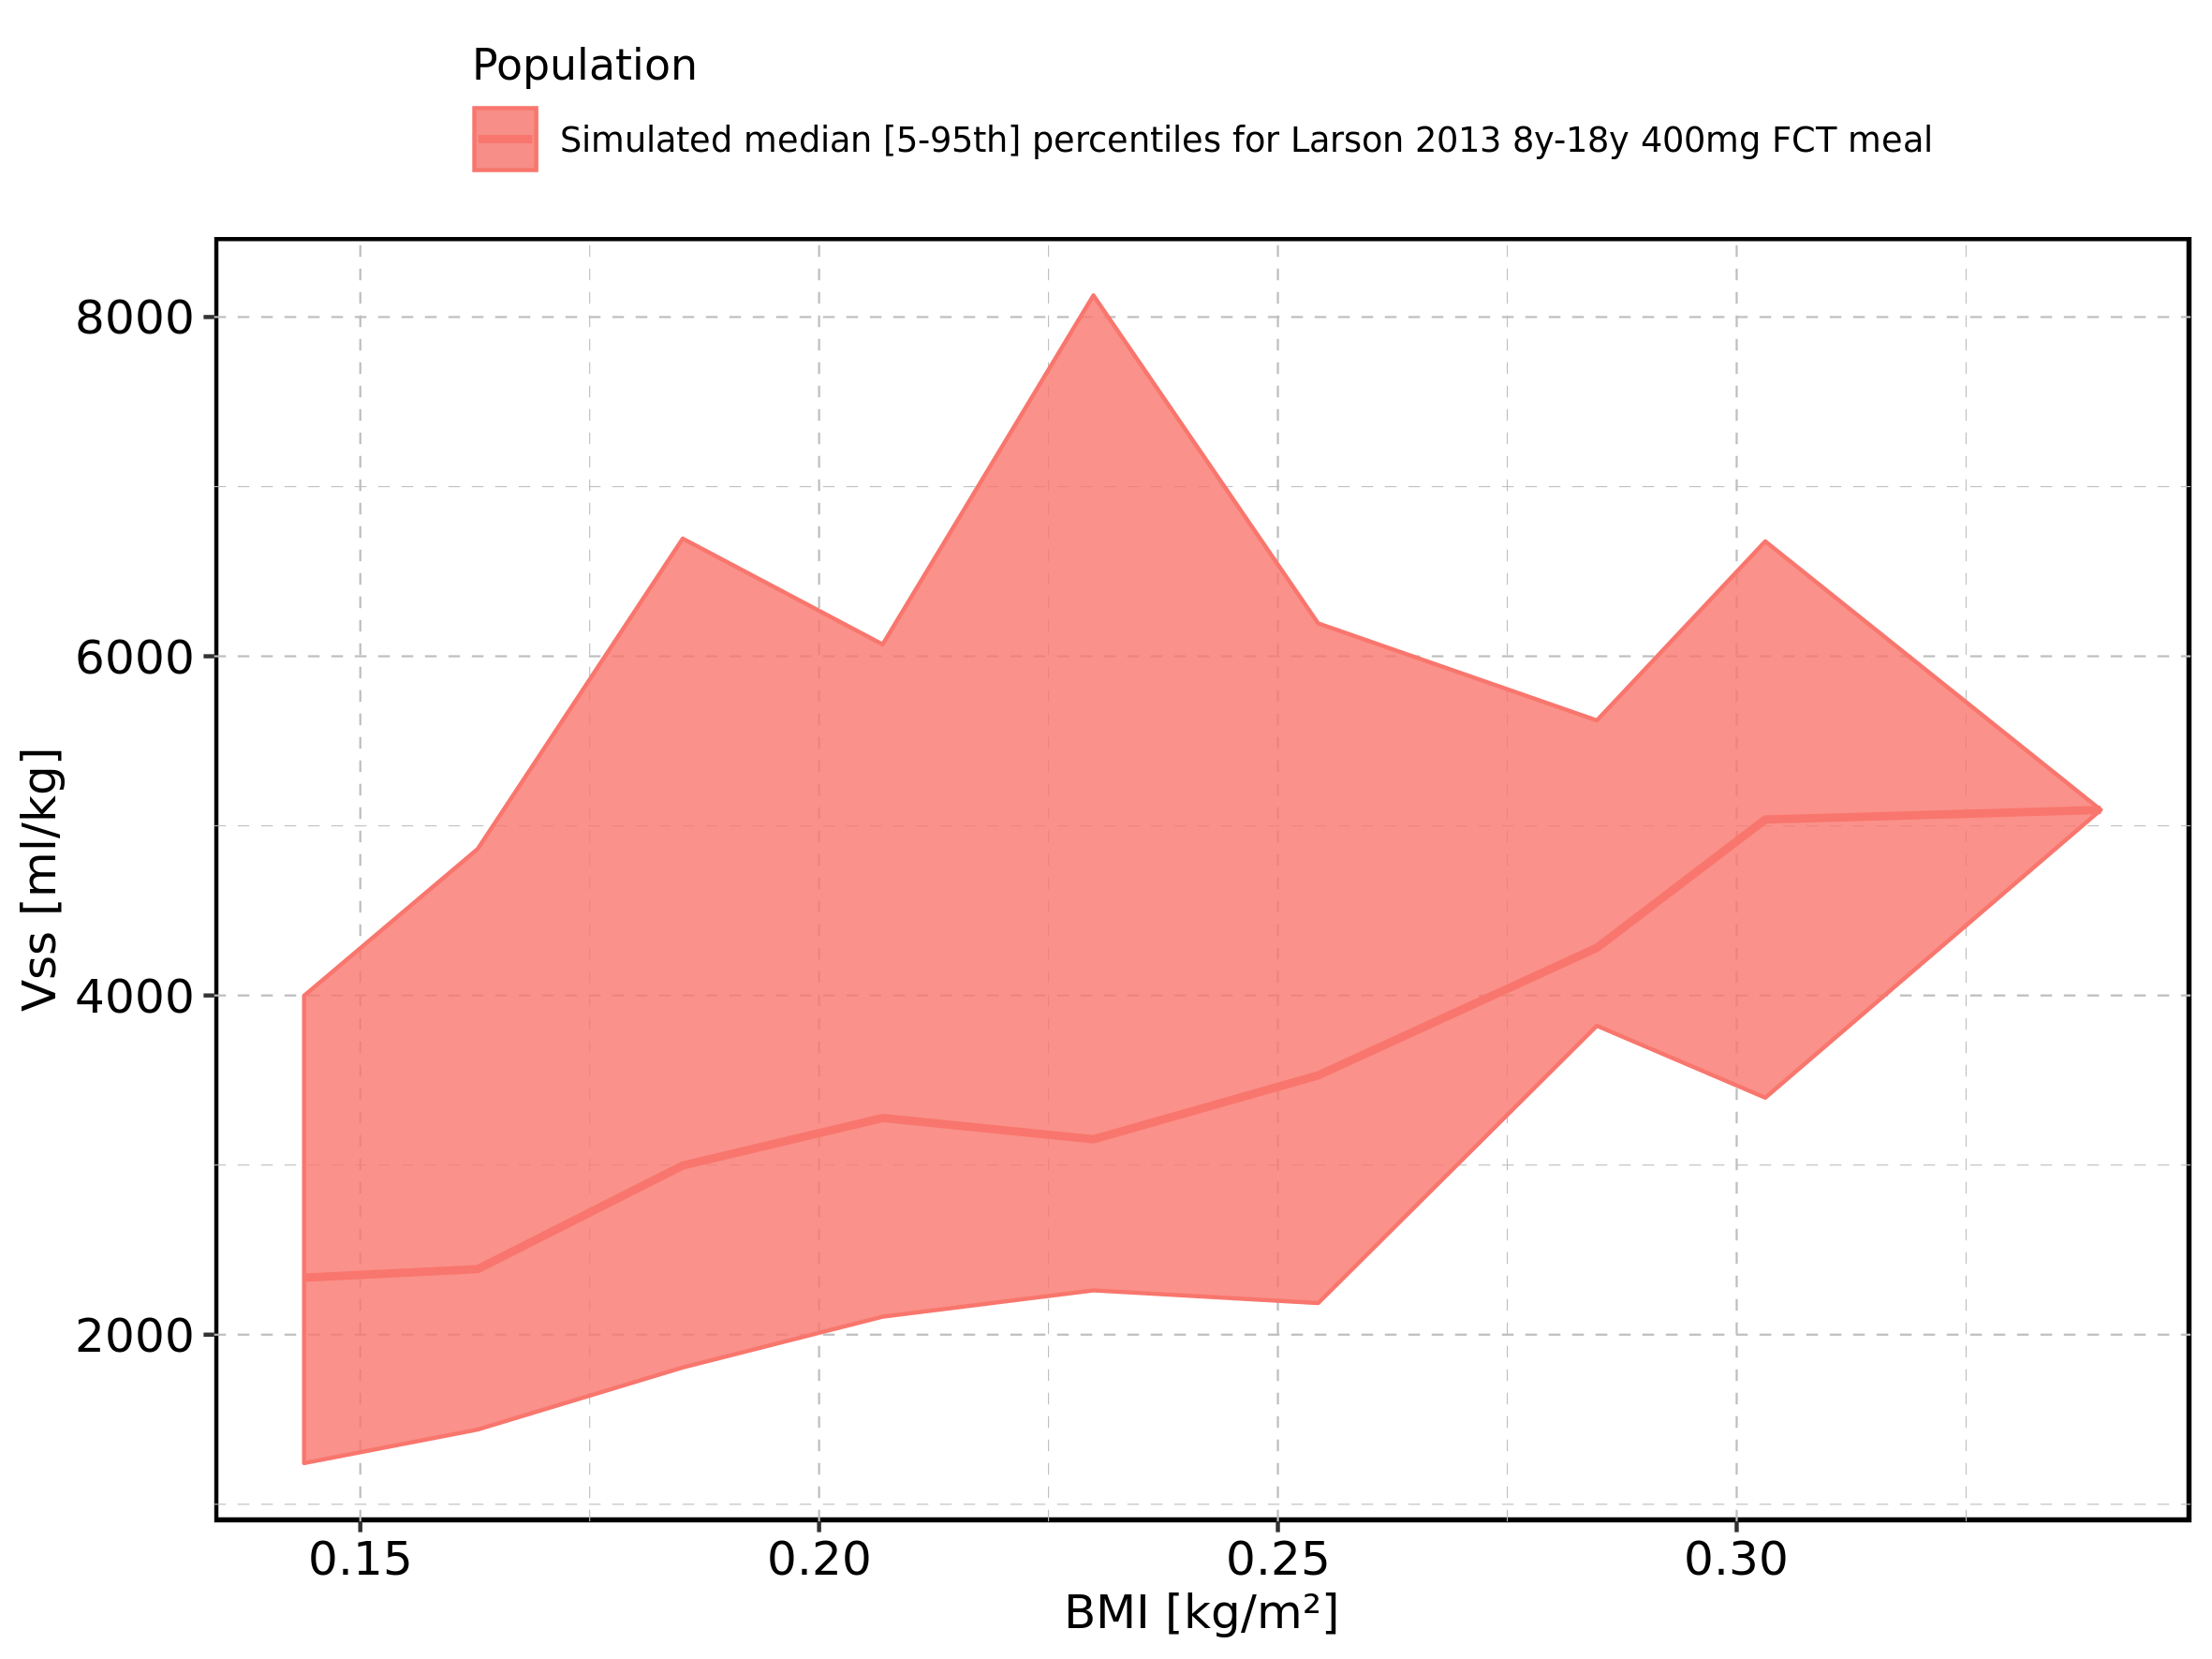 Population
Simulated median [5-95th] percentiles for Larson 2013 8y-18y 400mg FCT meal
8000
6000
4000
2000
Vss [ml/kg]
0.15 0.20 0.25 0.30
BMI [kg/m²]